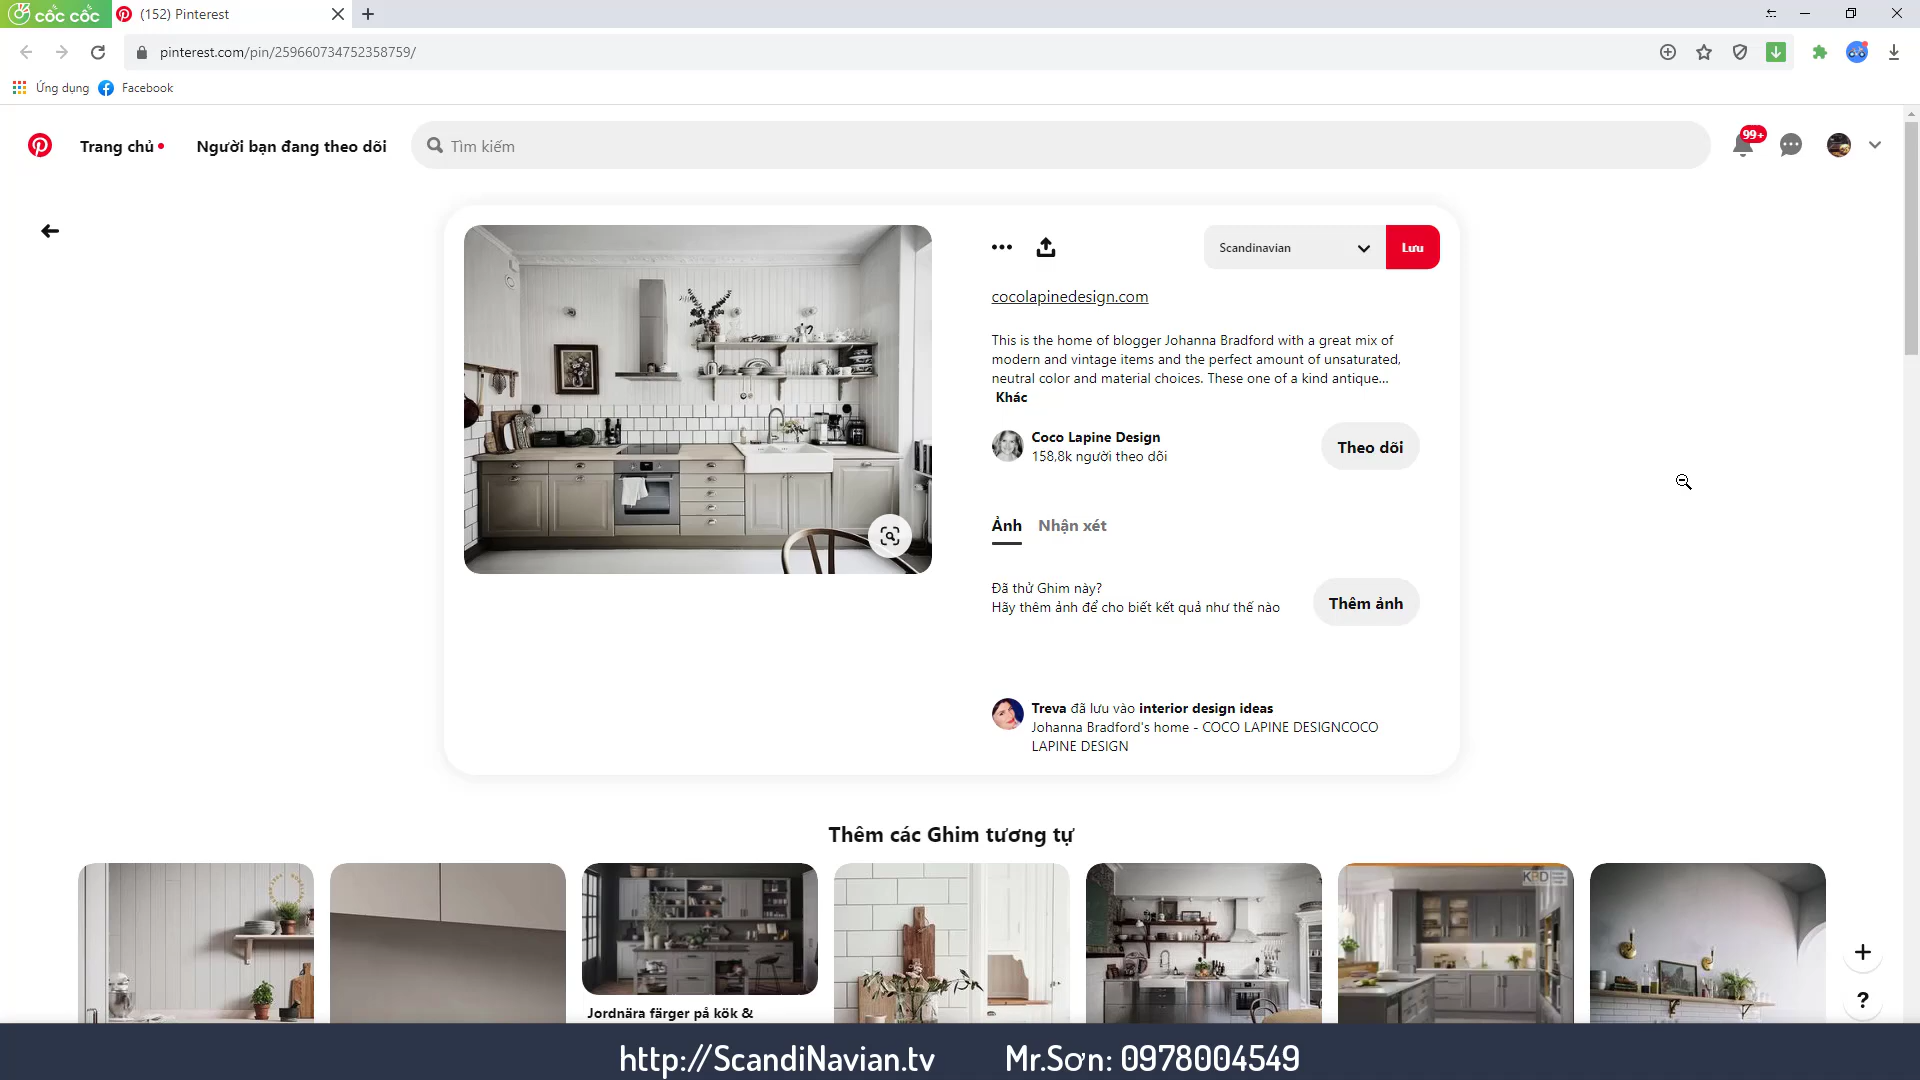 cốc cốc
(152) Pinterest
pinterest.com/pin/259660734752358759/
Ứng dụng
Facebook
Trang chủ
Người bạn đang theo dõi
Tìm kiếm
99+
Scandinavian
Lưu
cocolapinedesign.com
This is the home of blogger Johanna Bradford with a great mix of
modern and vintage items and the perfect amount of unsaturated,
neutral color and material choices. These one of a kind antique...
Khác
Coco Lapine Design
158,8k người theo dõi
Theo dõi
Ảnh
Nhận xét
Đã thử Ghim này?
Hãy thêm ảnh để cho biết kết quả như thế nào
Thêm ảnh
Treva đã lưu vào interior design ideas
Johanna Bradford's home - COCO LAPINE DESIGNCOCO
LAPINE DESIGN
Thêm các Ghim tương tự
Jordnära färger på kök &
?
http://ScandiNavian.tv
Mr.Sơn: 0978004549